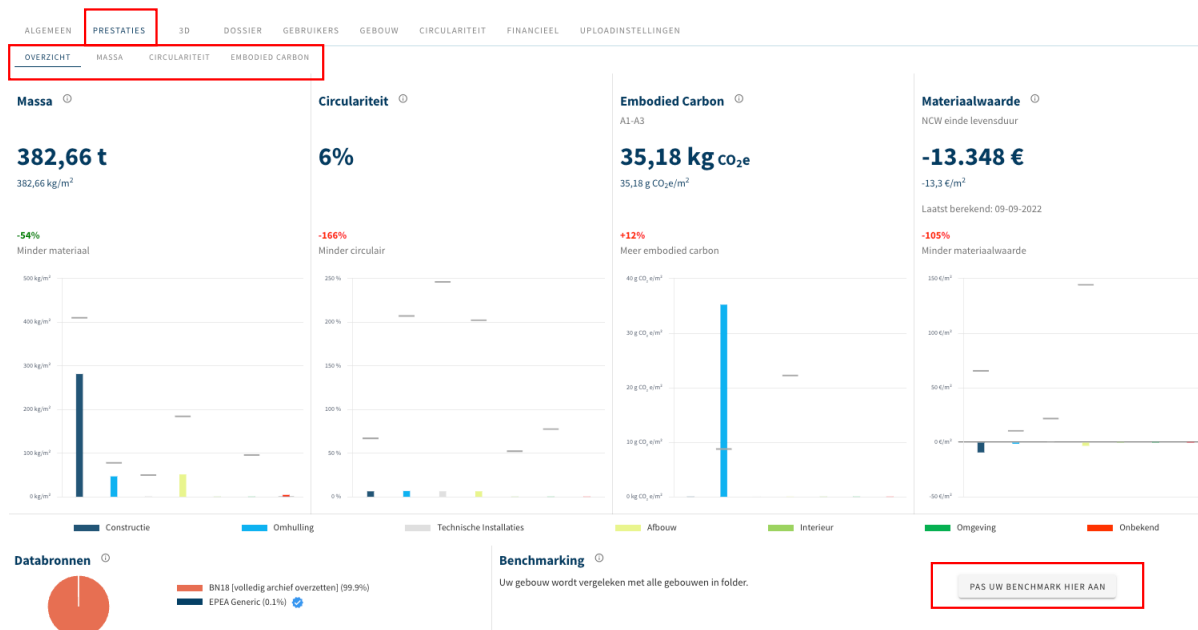 ALGEMEEN PRESTATIES 3D DOSSIER GEBRUIKERS GEBOUW CIRCULARITEIT FINANCIEEL UPLOADINSTELLINGEN
OVERZICHT MASSA CIRCULARITEIT EMBODIED CARBON
Massa
382,66 t
382,66 kg/m²
-54%
Minder materiaal
500 kg/m²
400 kg/m²
300 kg/m²
200 kg/m²
100 kg/m²
0 kg/m²
Circulariteit
6%
-166%
Minder circulair
250 %
200 %
150 %
100 %
50 %
0 %
Embodied Carbon
A1-A3
35,18 kg CO₂e
35,18 g CO₂e/m²
+12%
Meer embodied carbon
40 g CO₂ e/m²
30 g CO₂ e/m²
20 g CO₂ e/m²
10 g CO₂ e/m²
0 kg CO₂ e/m²
Materiaalwaarde
NCW einde levensduur
-13.348 €
-13,3 €/m²
Laatst berekend: 09-09-2022
-105%
Minder materiaalwaarde
150 €/m²
100 €/m²
50 €/m²
0 €/m²
-50 €/m²
Constructie Omhulling Technische Installaties Afbouw Interieur Omgeving Onbekend
Databronnen
BN18 [volledig archief overzetten] (99.9%)
EPEA Generic (0.1%)
Benchmarking
Uw gebouw wordt vergeleken met alle gebouwen in folder.
PAS UW BENCHMARK HIER AAN